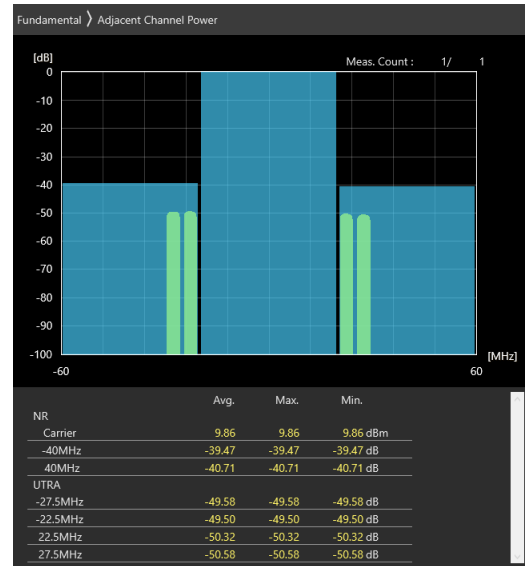 Fundamental 〉 Adjacent Channel Power
[dB]
Meas. Count : 1/ 1
0
-10
-20
-30
-40
-50
-60
-70
-80
-90
-100
[MHz]
-60 60
Avg. Max. Min.
NR
Carrier 9.86 9.86 9.86 dBm
-40MHz -39.47 -39.47 -39.47 dB
40MHz -40.71 -40.71 -40.71 dB
UTRA
-27.5MHz -49.58 -49.58 -49.58 dB
-22.5MHz -49.50 -49.50 -49.50 dB
22.5MHz -50.32 -50.32 -50.32 dB
27.5MHz -50.58 -50.58 -50.58 dB